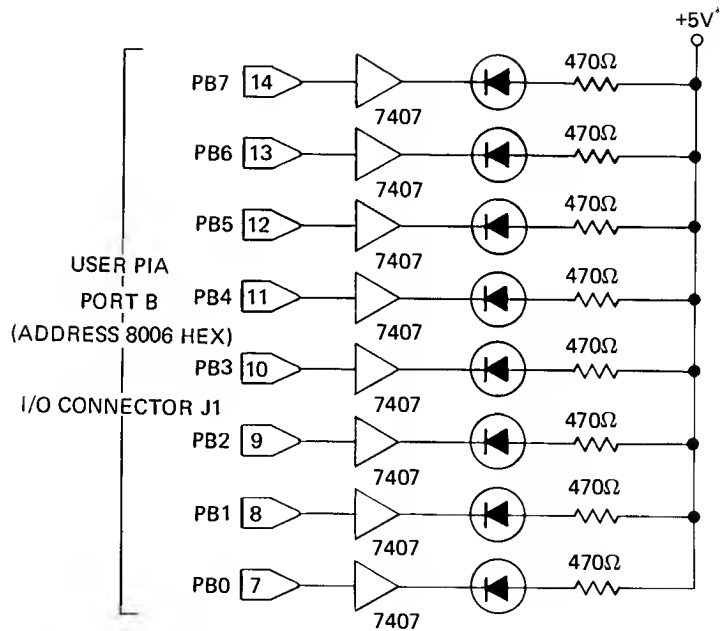 +5V*
470Ω
PB7 14
7407
470Ω
PB6 13
7407
470Ω
PB5 12
7407
USER PIA
PORT B
(ADDRESS 8006 HEX)
I/O CONNECTOR J1
470Ω
PB4 11
7407
470Ω
PB3 10
7407
470Ω
PB2 9
7407
470Ω
PB1 8
7407
470Ω
PB0 7
7407